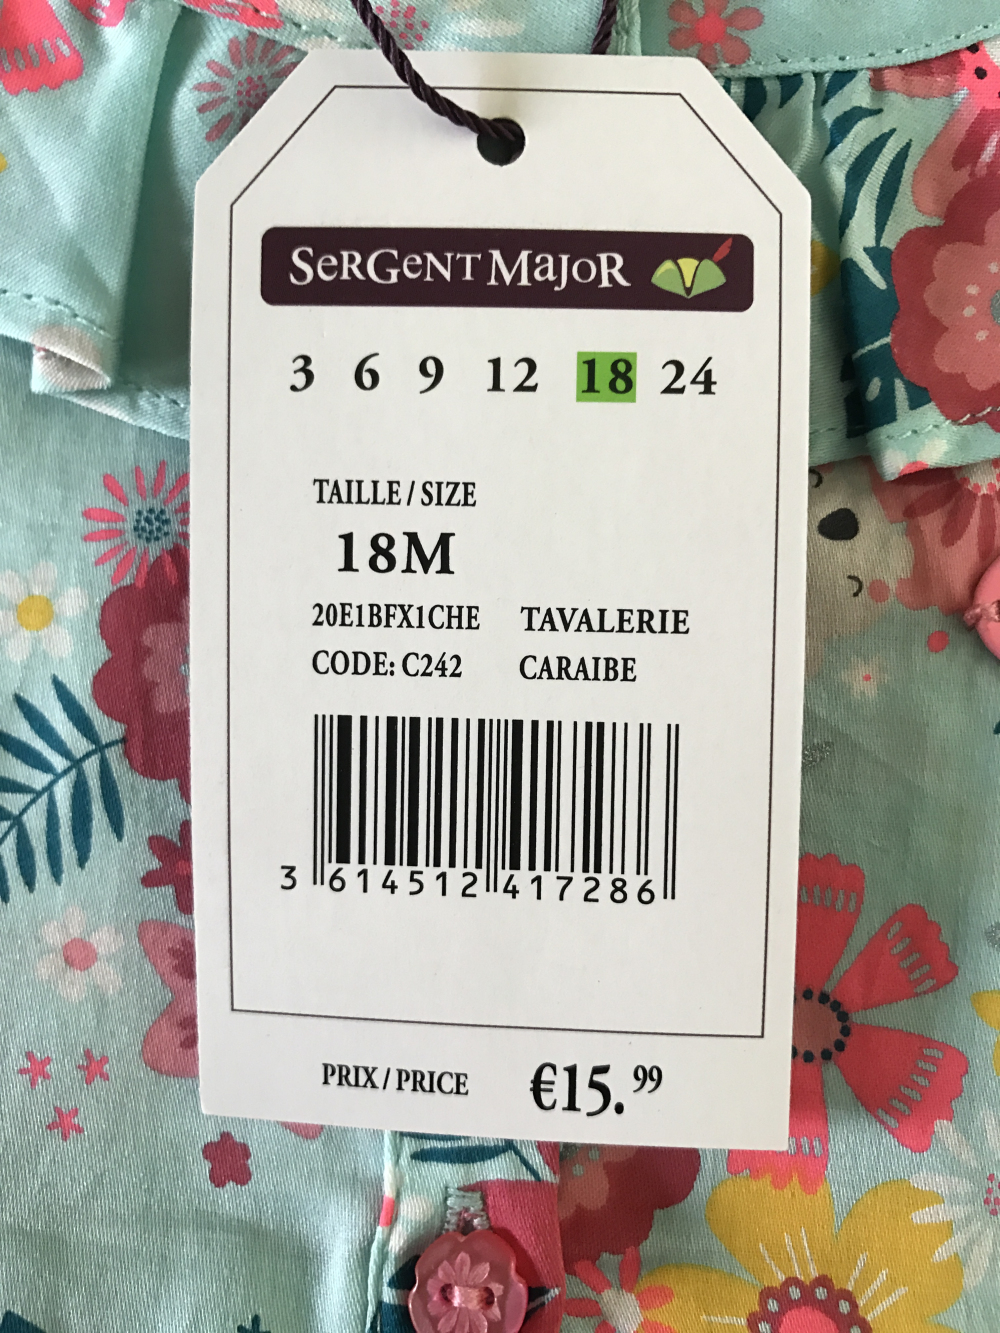 SeRGeNT MajoR
3 6 9 12 18 24
TAILLE / SIZE
18M
20E1BFX1CHE TAVALERIE
CODE: C242 CARAIBE
3 614512 417286
PRIX / PRICE €15.99